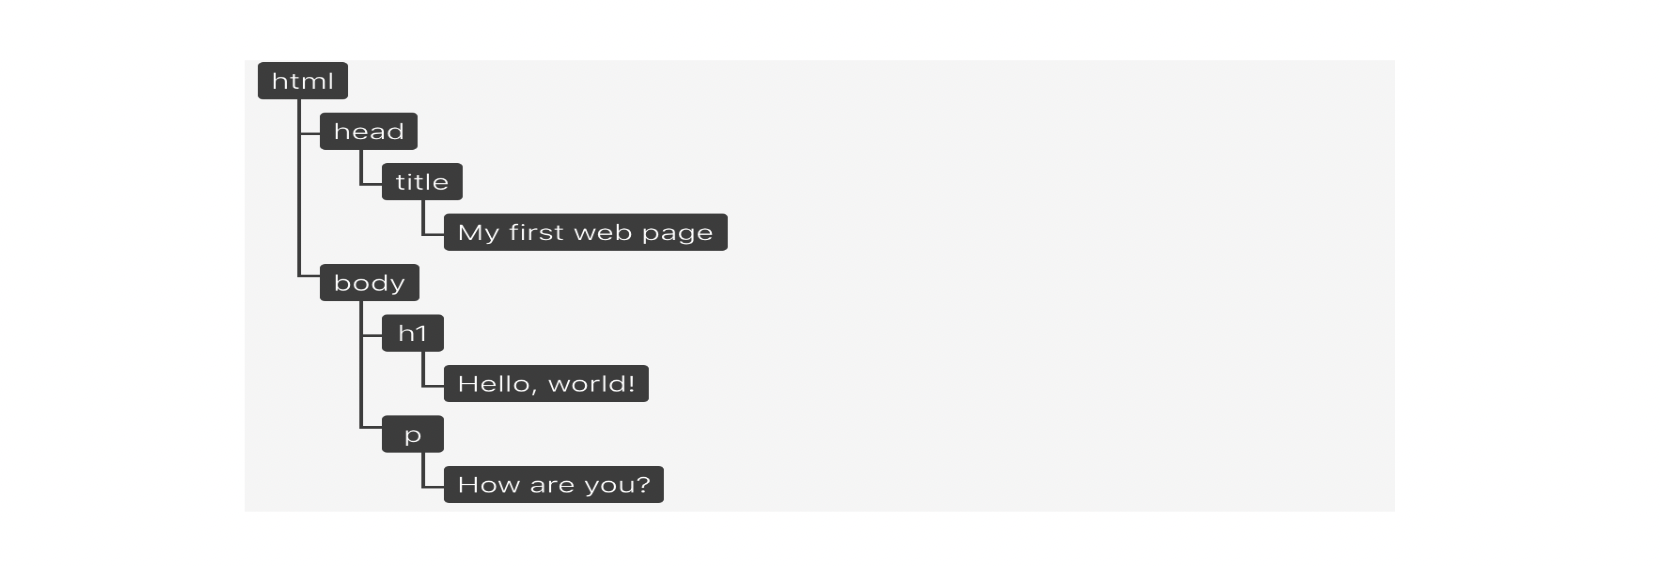 html
head
title
My first web page
body
h1
Hello, world!
p
How are you?